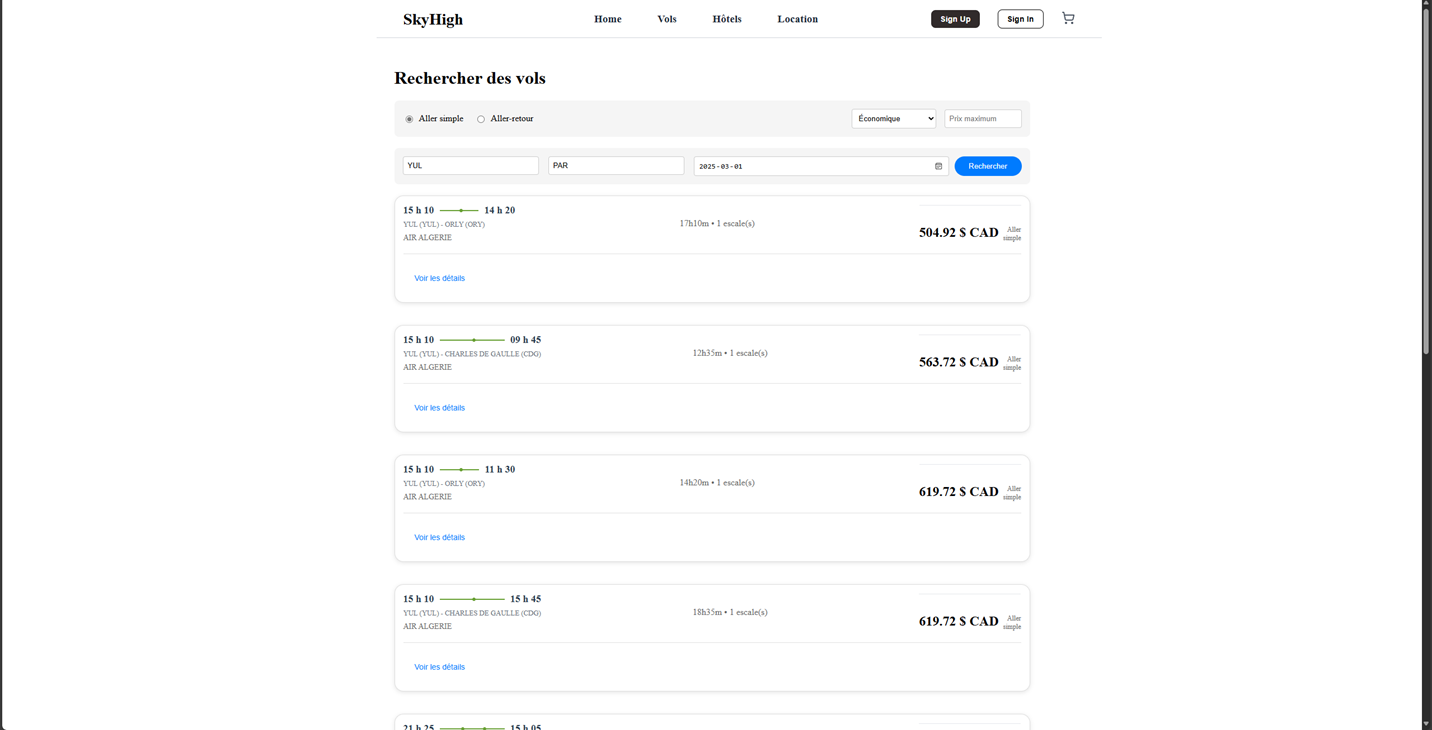 SkyHigh Home Vols Hôtels Location Sign Up Sign In
Rechercher des vols
Aller simple Aller-retour Économique Prix maximum
YUL PAR 2025-03-01 Rechercher
15 h 10 14 h 20
YUL (YUL) - ORLY (ORY)
AIR ALGERIE
17h10m • 1 escale(s)
504.92 $ CAD Aller simple
Voir les détails
15 h 10 09 h 45
YUL (YUL) - CHARLES DE GAULLE (CDG)
AIR ALGERIE
12h35m • 1 escale(s)
563.72 $ CAD Aller simple
Voir les détails
15 h 10 11 h 30
YUL (YUL) - ORLY (ORY)
AIR ALGERIE
14h20m • 1 escale(s)
619.72 $ CAD Aller simple
Voir les détails
15 h 10 15 h 45
YUL (YUL) - CHARLES DE GAULLE (CDG)
AIR ALGERIE
18h35m • 1 escale(s)
619.72 $ CAD Aller simple
Voir les détails
21 h 25 15 h 05